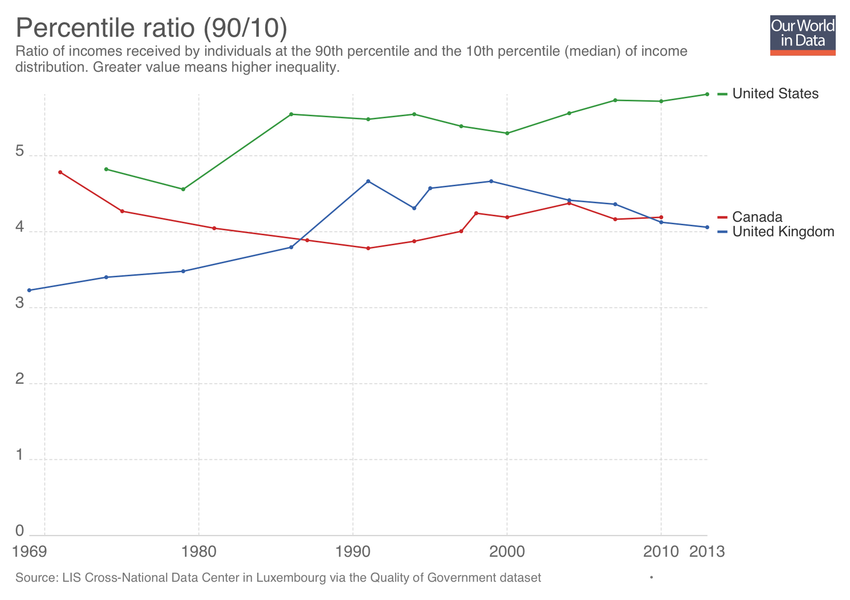 Percentile ratio (90/10)
Ratio of incomes received by individuals at the 90th percentile and the 10th percentile (median) of income
distribution. Greater value means higher inequality.
Our World
in Data
United States
5
Canada
4
United Kingdom
3
2
1
0
1969 1980 1990 2000 2010 2013
Source: LIS Cross-National Data Center in Luxembourg via the Quality of Government dataset